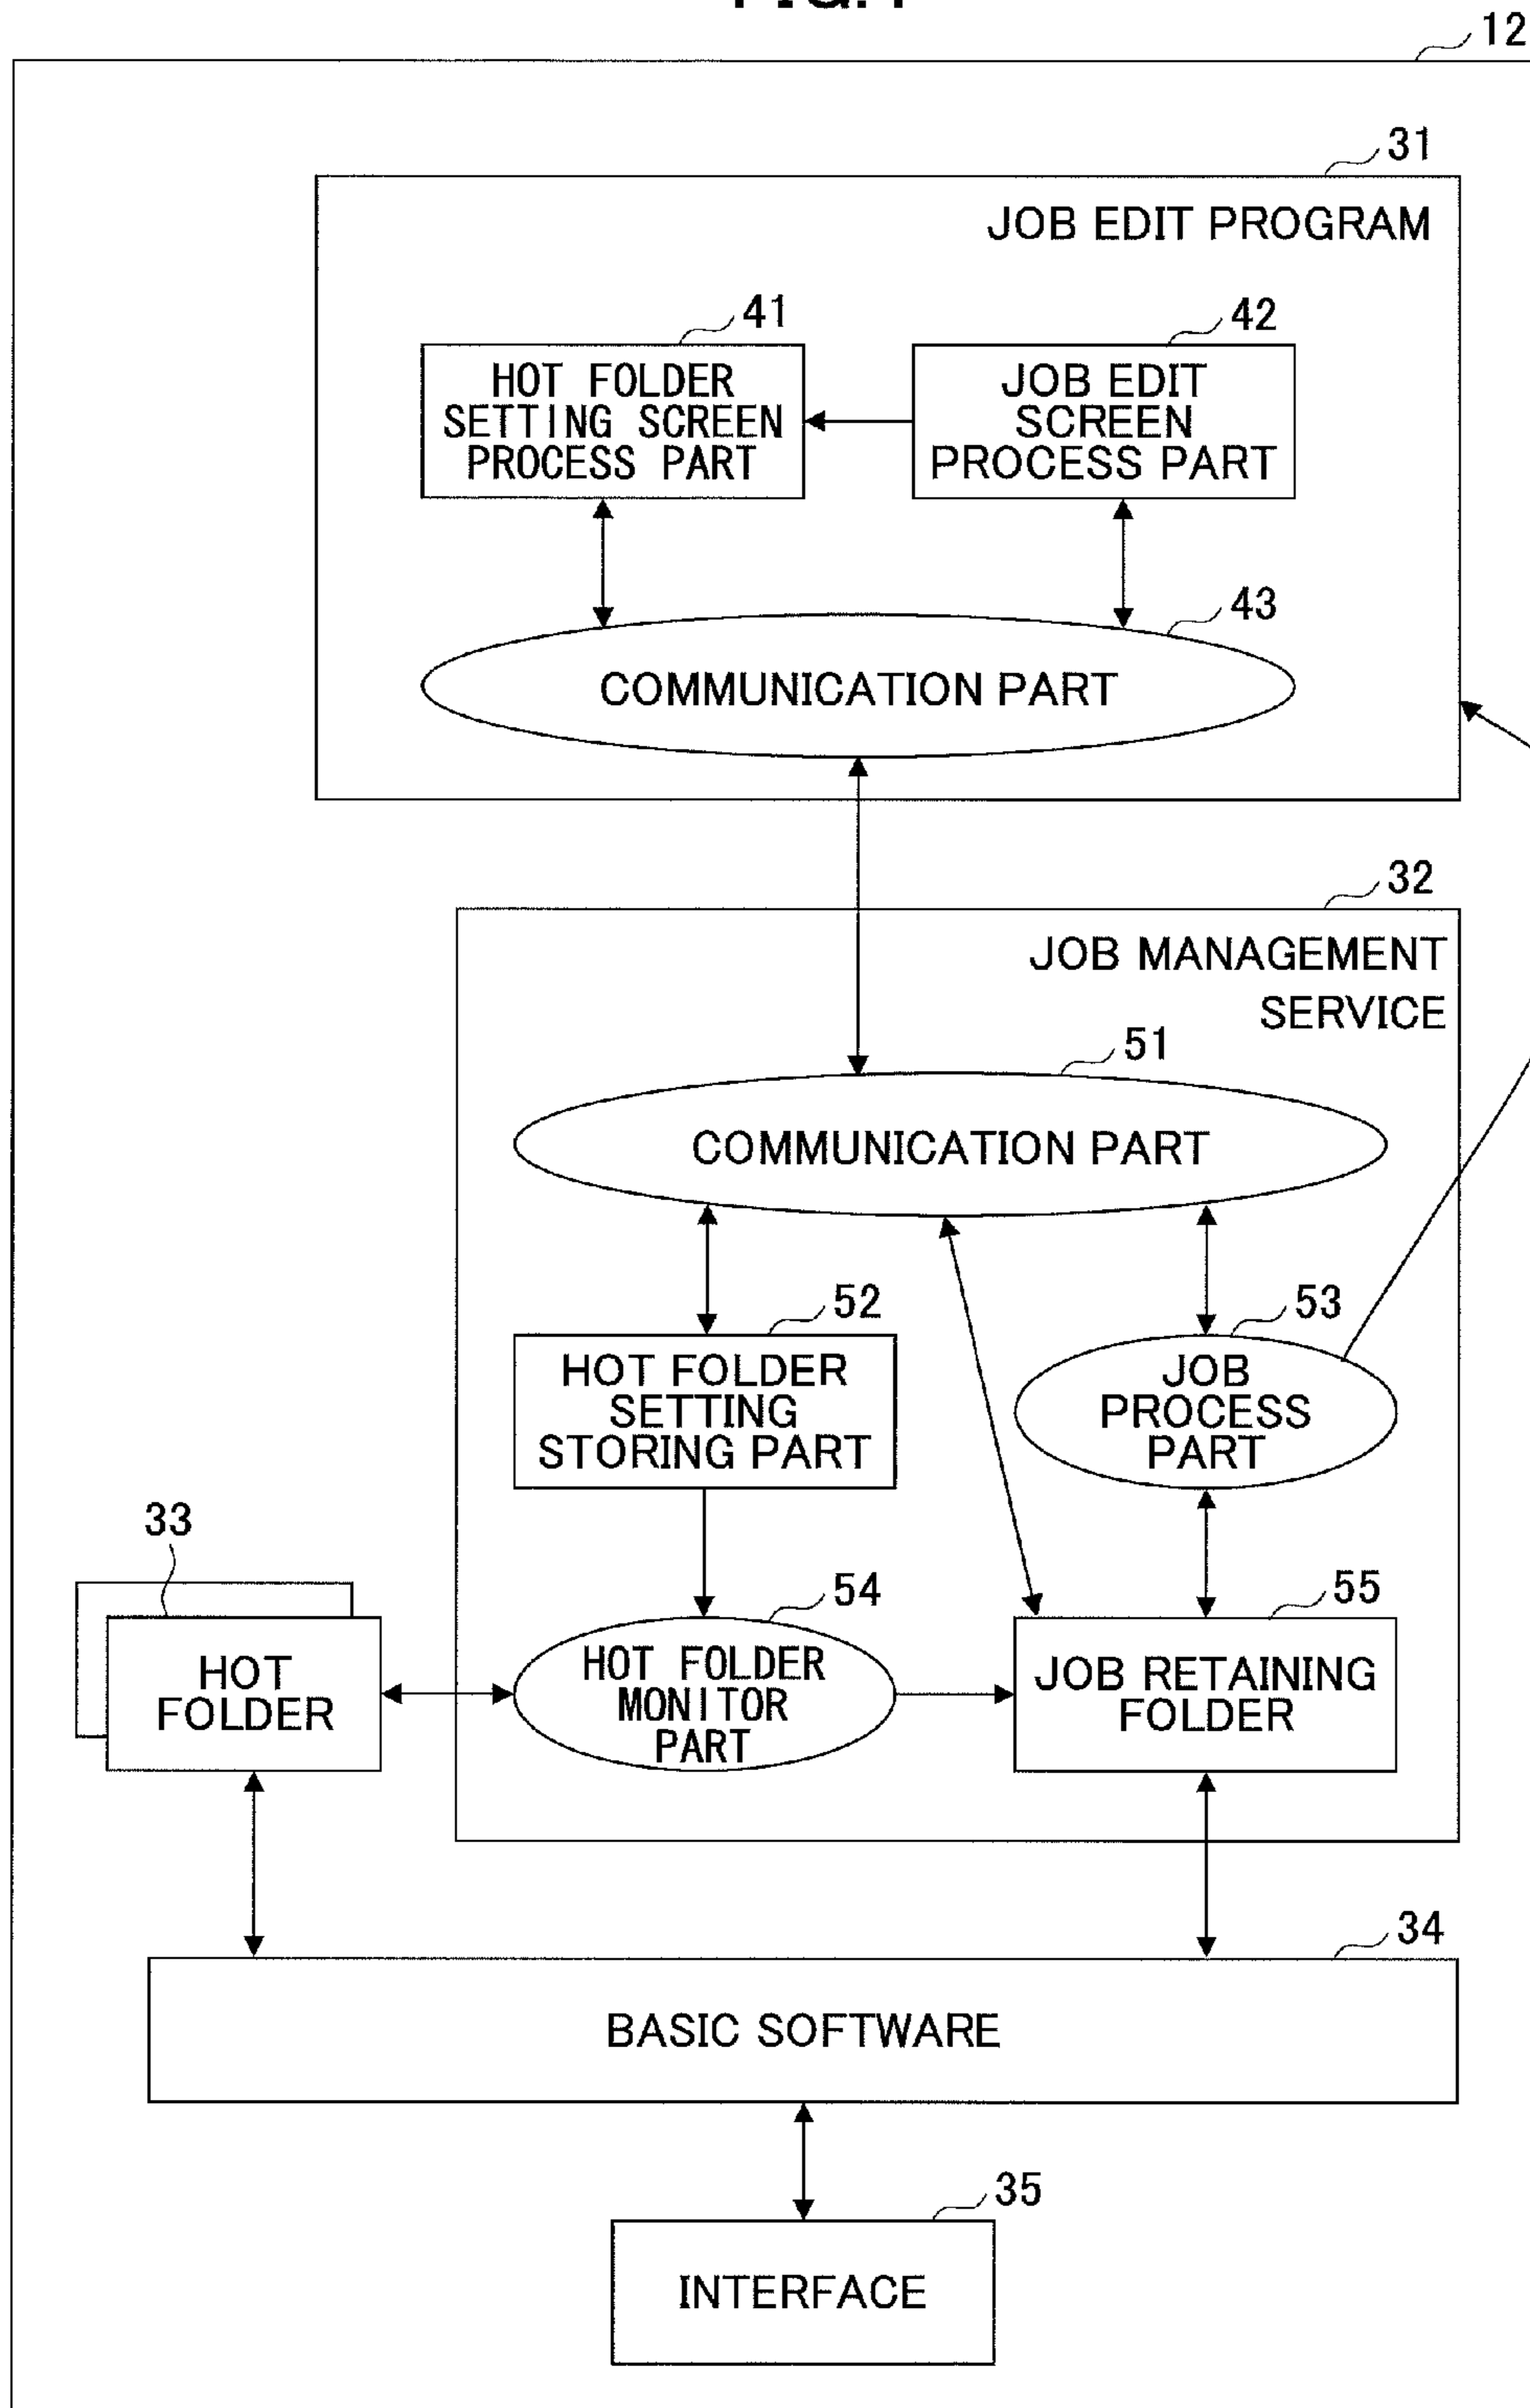 12
31
JOB EDIT PROGRAM
41
42
HOT FOLDER
SETTING SCREEN
PROCESS PART
JOB EDIT
SCREEN
PROCESS PART
43
COMMUNICATION PART
32
JOB MANAGEMENT
SERVICE
51
COMMUNICATION PART
52
53
HOT FOLDER
SETTING
STORING PART
JOB
PROCESS
PART
33
54
55
HOT
FOLDER
HOT FOLDER
MONITOR
PART
JOB RETAINING
FOLDER
34
BASIC SOFTWARE
35
INTERFACE